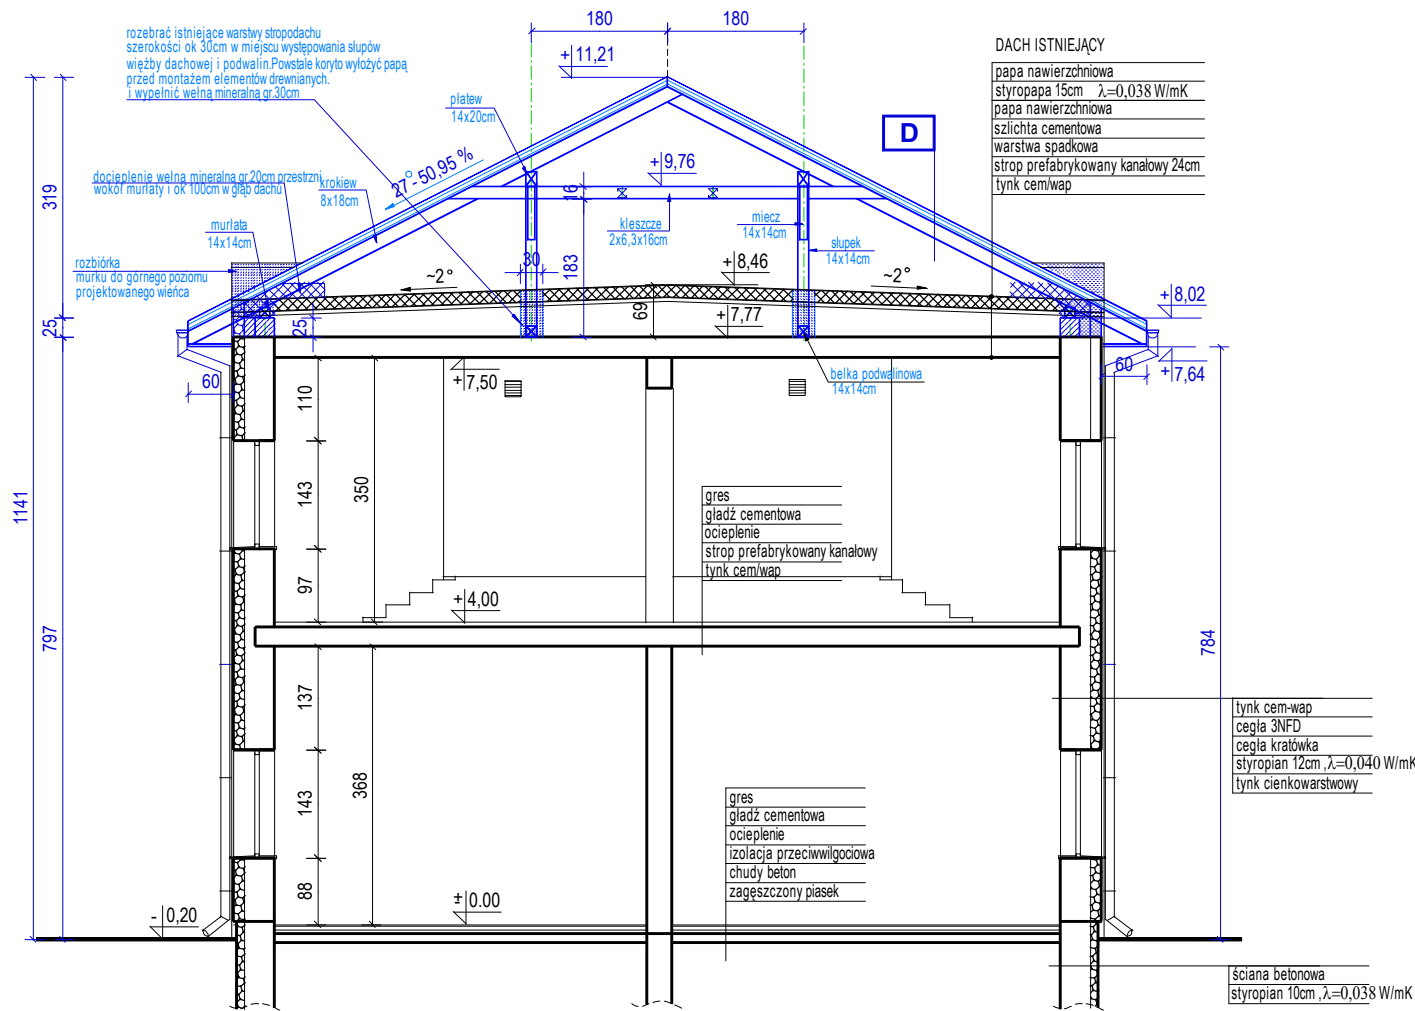 180
180
rozebrać istniejące warstwy stropodachu
szerokości ok 30cm w miejscu występowania słupów
więźby dachowej i podwalin.Powstałe koryto wyłożyć papą
przed montażem elementów drewnianych.
i wypełnić wełną mineralną gr.30cm
+11,21
DACH ISTNIEJĄCY
papa nawierzchniowa
styropapa 15cm λ=0,038 W/mK
papa nawierzchniowa
szlichta cementowa
warstwa spadkowa
strop prefabrykowany kanałowy 24cm
tynk cem/wap
płatew
14x20cm
D
27°-50,95 %
+9,76
docieplenie wełną mineralną gr.20cm przestrzni
wokół murłaty i ok 100cm w głąb dachu
krokiew
8x18cm
16
319
murłata
14x14cm
kleszcze
2x6,3x16cm
miecz
14x14cm
słupek
14x14cm
rozbiórka
murku do górnego poziomu
projektowanego wieńca
~2°
30
183
+8,46
~2°
+8,02
25
25
69
+7,77
+7,50
60
belka podwalinowa
14x14cm
60
+7,64
110
1141
143
350
gres
gładź cementowa
ocieplenie
strop prefabrykowany kanałowy
tynk cem/wap
97
+4,00
797
784
137
tynk cem-wap
cegła 3NFD
cegła kratówka
styropian 12cm ,λ=0,040 W/mK
tynk cienkowarstwowy
143
368
gres
gładź cementowa
ocieplenie
izolacja przeciwwilgociowa
chudy beton
zagęszczony piasek
88
±0.00
-0,20
ściana betonowa
styropian 10cm ,λ=0,038 W/mK